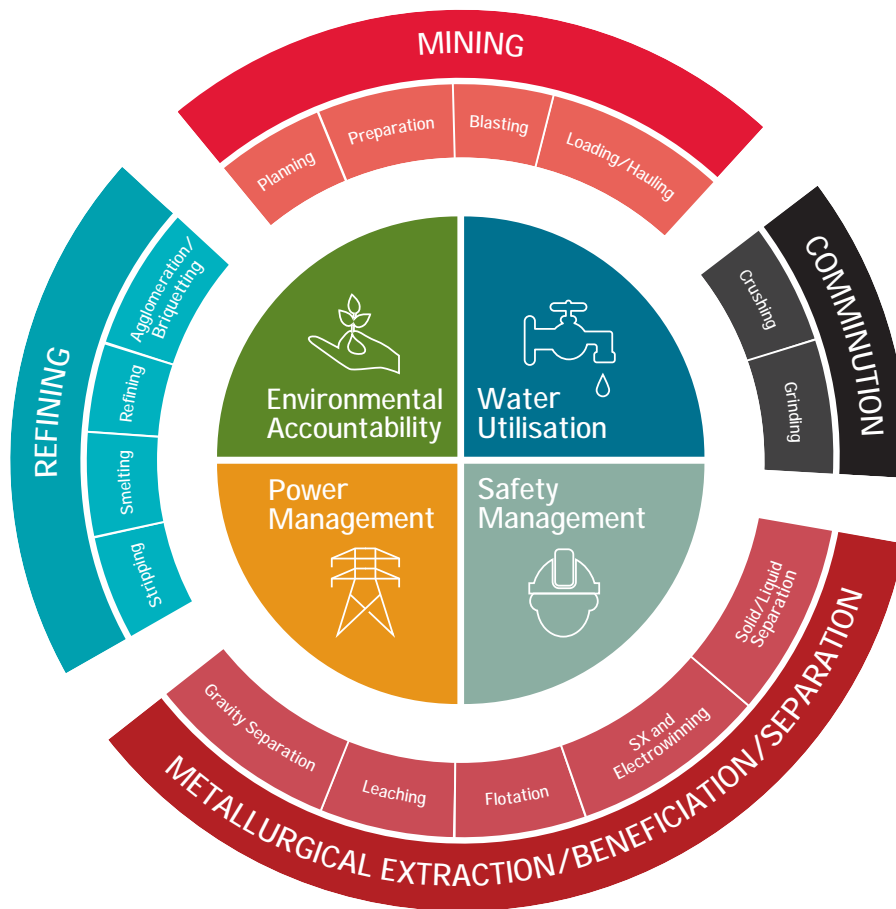 MINING
Planning
Preparation
Blasting
Loading/Hauling
COMMINUTION
Crushing
Grinding
METALLURGICAL EXTRACTION/BENEFICIATION/SEPARATION
Solid/Liquid
Separation
SX and
Electrowinning
Flotation
Leaching
Gravity Separation
REFINING
Stripping
Smelting
Refining
Agglomeration/
Briquetting
Environmental
Accountability
Water
Utilisation
Power
Management
Safety
Management